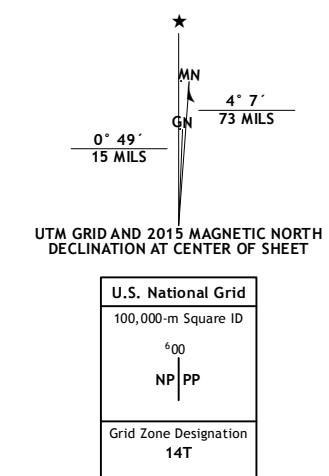 ★
MN
GN
4° 7´
73 MILS
0° 49´
15 MILS
UTM GRID AND 2015 MAGNETIC NORTH
DECLINATION AT CENTER OF SHEET
U.S. National Grid
100,000-m Square ID
⁶00
NP PP
Grid Zone Designation
14T